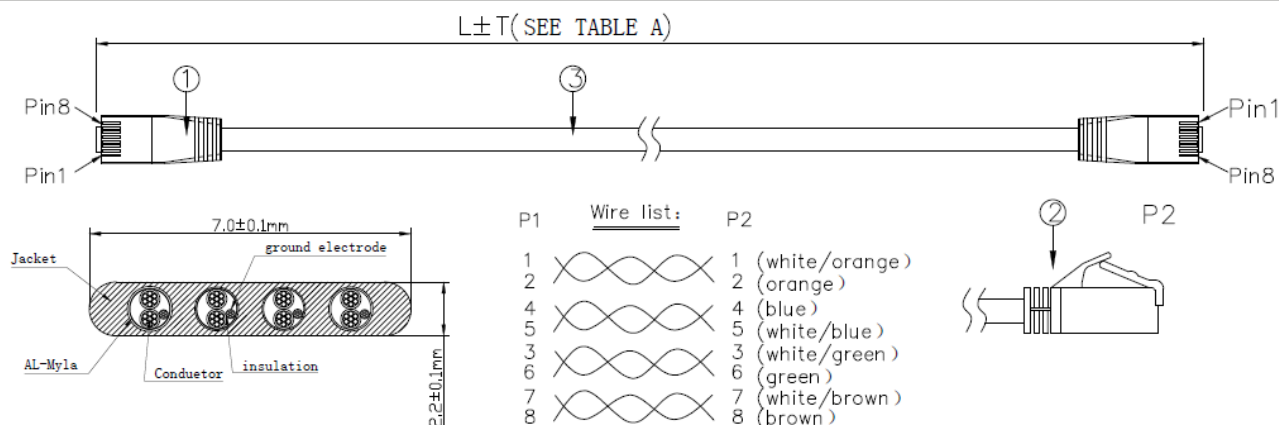 L±T(SEE TABLE A)
1
3
Pin8
Pin1
Pin1
Pin8
7.0±0.1mm
ground electrode
Jacket
AL-Myla
Conduetor
insulation
2.2±0.1mm
P1
Wire list:
P2
1 1 (white/orange)
2 2 (orange)
4 4 (blue)
5 5 (white/blue)
3 3 (white/green)
6 6 (green)
7 7 (white/brown)
8 8 (brown)
2
P2